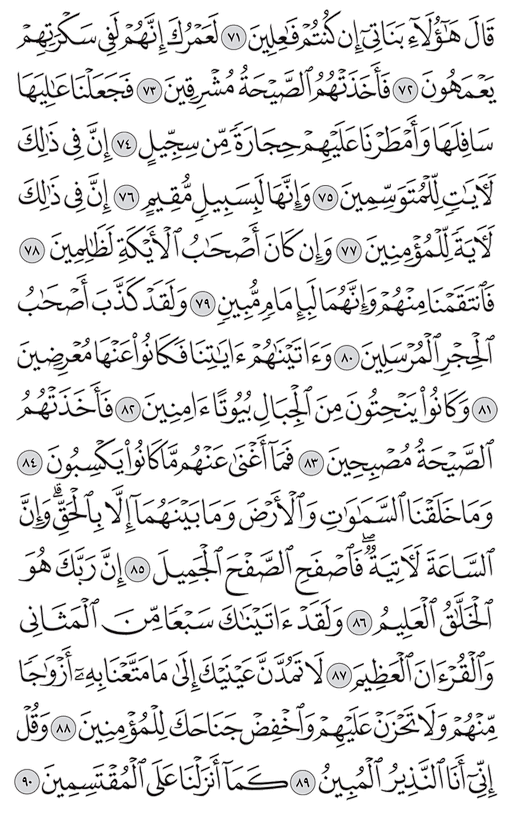 قَالَ هَٰٓؤُلَآءِ بَنَاتِىٓ إِن كُنتُمْ فَٰعِلِينَ ٧١ لَعَمْرُكَ إِنَّهُمْ لَفِى سَكْرَتِهِمْ
يَعْمَهُونَ ٧٢ فَأَخَذَتْهُمُ ٱلصَّيْحَةُ مُشْرِقِينَ ٧٣ فَجَعَلْنَا عَٰلِيَهَا
سَافِلَهَا وَأَمْطَرْنَا عَلَيْهِمْ حِجَارَةً مِّن سِجِّيلٍ ٧٤ إِنَّ فِى ذَٰلِكَ
لَءَايَٰتٍ لِّلْمُتَوَسِّمِينَ ٧٥ وَإِنَّهَا لَبِسَبِيلٍ مُّقِيمٍ ٧٦ إِنَّ فِى ذَٰلِكَ
لَءَايَةً لِّلْمُؤْمِنِينَ ٧٧ وَإِن كَانَ أَصْحَٰبُ ٱلْأَيْكَةِ لَظَٰلِمِينَ ٧٨
فَٱنتَقَمْنَا مِنْهُمْ وَإِنَّهُمَا لَبِإِمَامٍ مُّبِينٍ ٧٩ وَلَقَدْ كَذَّبَ أَصْحَٰبُ
ٱلْحِجْرِ ٱلْمُرْسَلِينَ ٨٠ وَءَاتَيْنَٰهُمْ ءَايَٰتِنَا فَكَانُوا۟ عَنْهَا مُعْرِضِينَ
٨١ وَكَانُوا۟ يَنْحِتُونَ مِنَ ٱلْجِبَالِ بُيُوتًا ءَامِنِينَ ٨٢ فَأَخَذَتْهُمُ
ٱلصَّيْحَةُ مُصْبِحِينَ ٨٣ فَمَآ أَغْنَىٰ عَنْهُم مَّا كَانُوا۟ يَكْسِبُونَ ٨٤
وَمَا خَلَقْنَا ٱلسَّمَٰوَٰتِ وَٱلْأَرْضَ وَمَا بَيْنَهُمَآ إِلَّا بِٱلْحَقِّ ۗ وَإِنَّ
ٱلسَّاعَةَ لَءَاتِيَةٌ ۖ فَٱصْفَحِ ٱلصَّفْحَ ٱلْجَمِيلَ ٨٥ إِنَّ رَبَّكَ هُوَ
ٱلْخَلَّٰقُ ٱلْعَلِيمُ ٨٦ وَلَقَدْ ءَاتَيْنَٰكَ سَبْعًا مِّنَ ٱلْمَثَانِى
وَٱلْقُرْءَانَ ٱلْعَظِيمَ ٨٧ لَا تَمُدَّنَّ عَيْنَيْكَ إِلَىٰ مَا مَتَّعْنَا بِهِۦٓ أَزْوَٰجًا
مِّنْهُمْ وَلَا تَحْزَنْ عَلَيْهِمْ وَٱخْفِضْ جَنَاحَكَ لِلْمُؤْمِنِينَ ٨٨ وَقُلْ
إِنِّىٓ أَنَا ٱلنَّذِيرُ ٱلْمُبِينُ ٨٩ كَمَآ أَنزَلْنَا عَلَى ٱلْمُقْتَسِمِينَ ٩٠